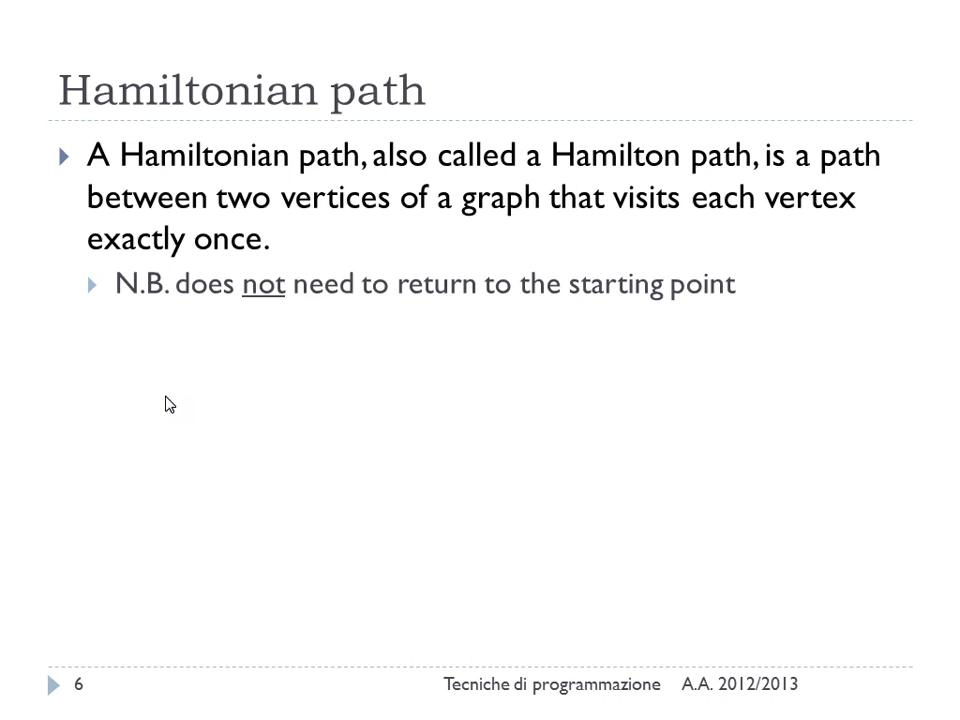 Hamiltonian path
A Hamiltonian path, also called a Hamilton path, is a path
between two vertices of a graph that visits each vertex
exactly once.
N.B. does not need to return to the starting point
6 Tecniche di programmazione A.A. 2012/2013